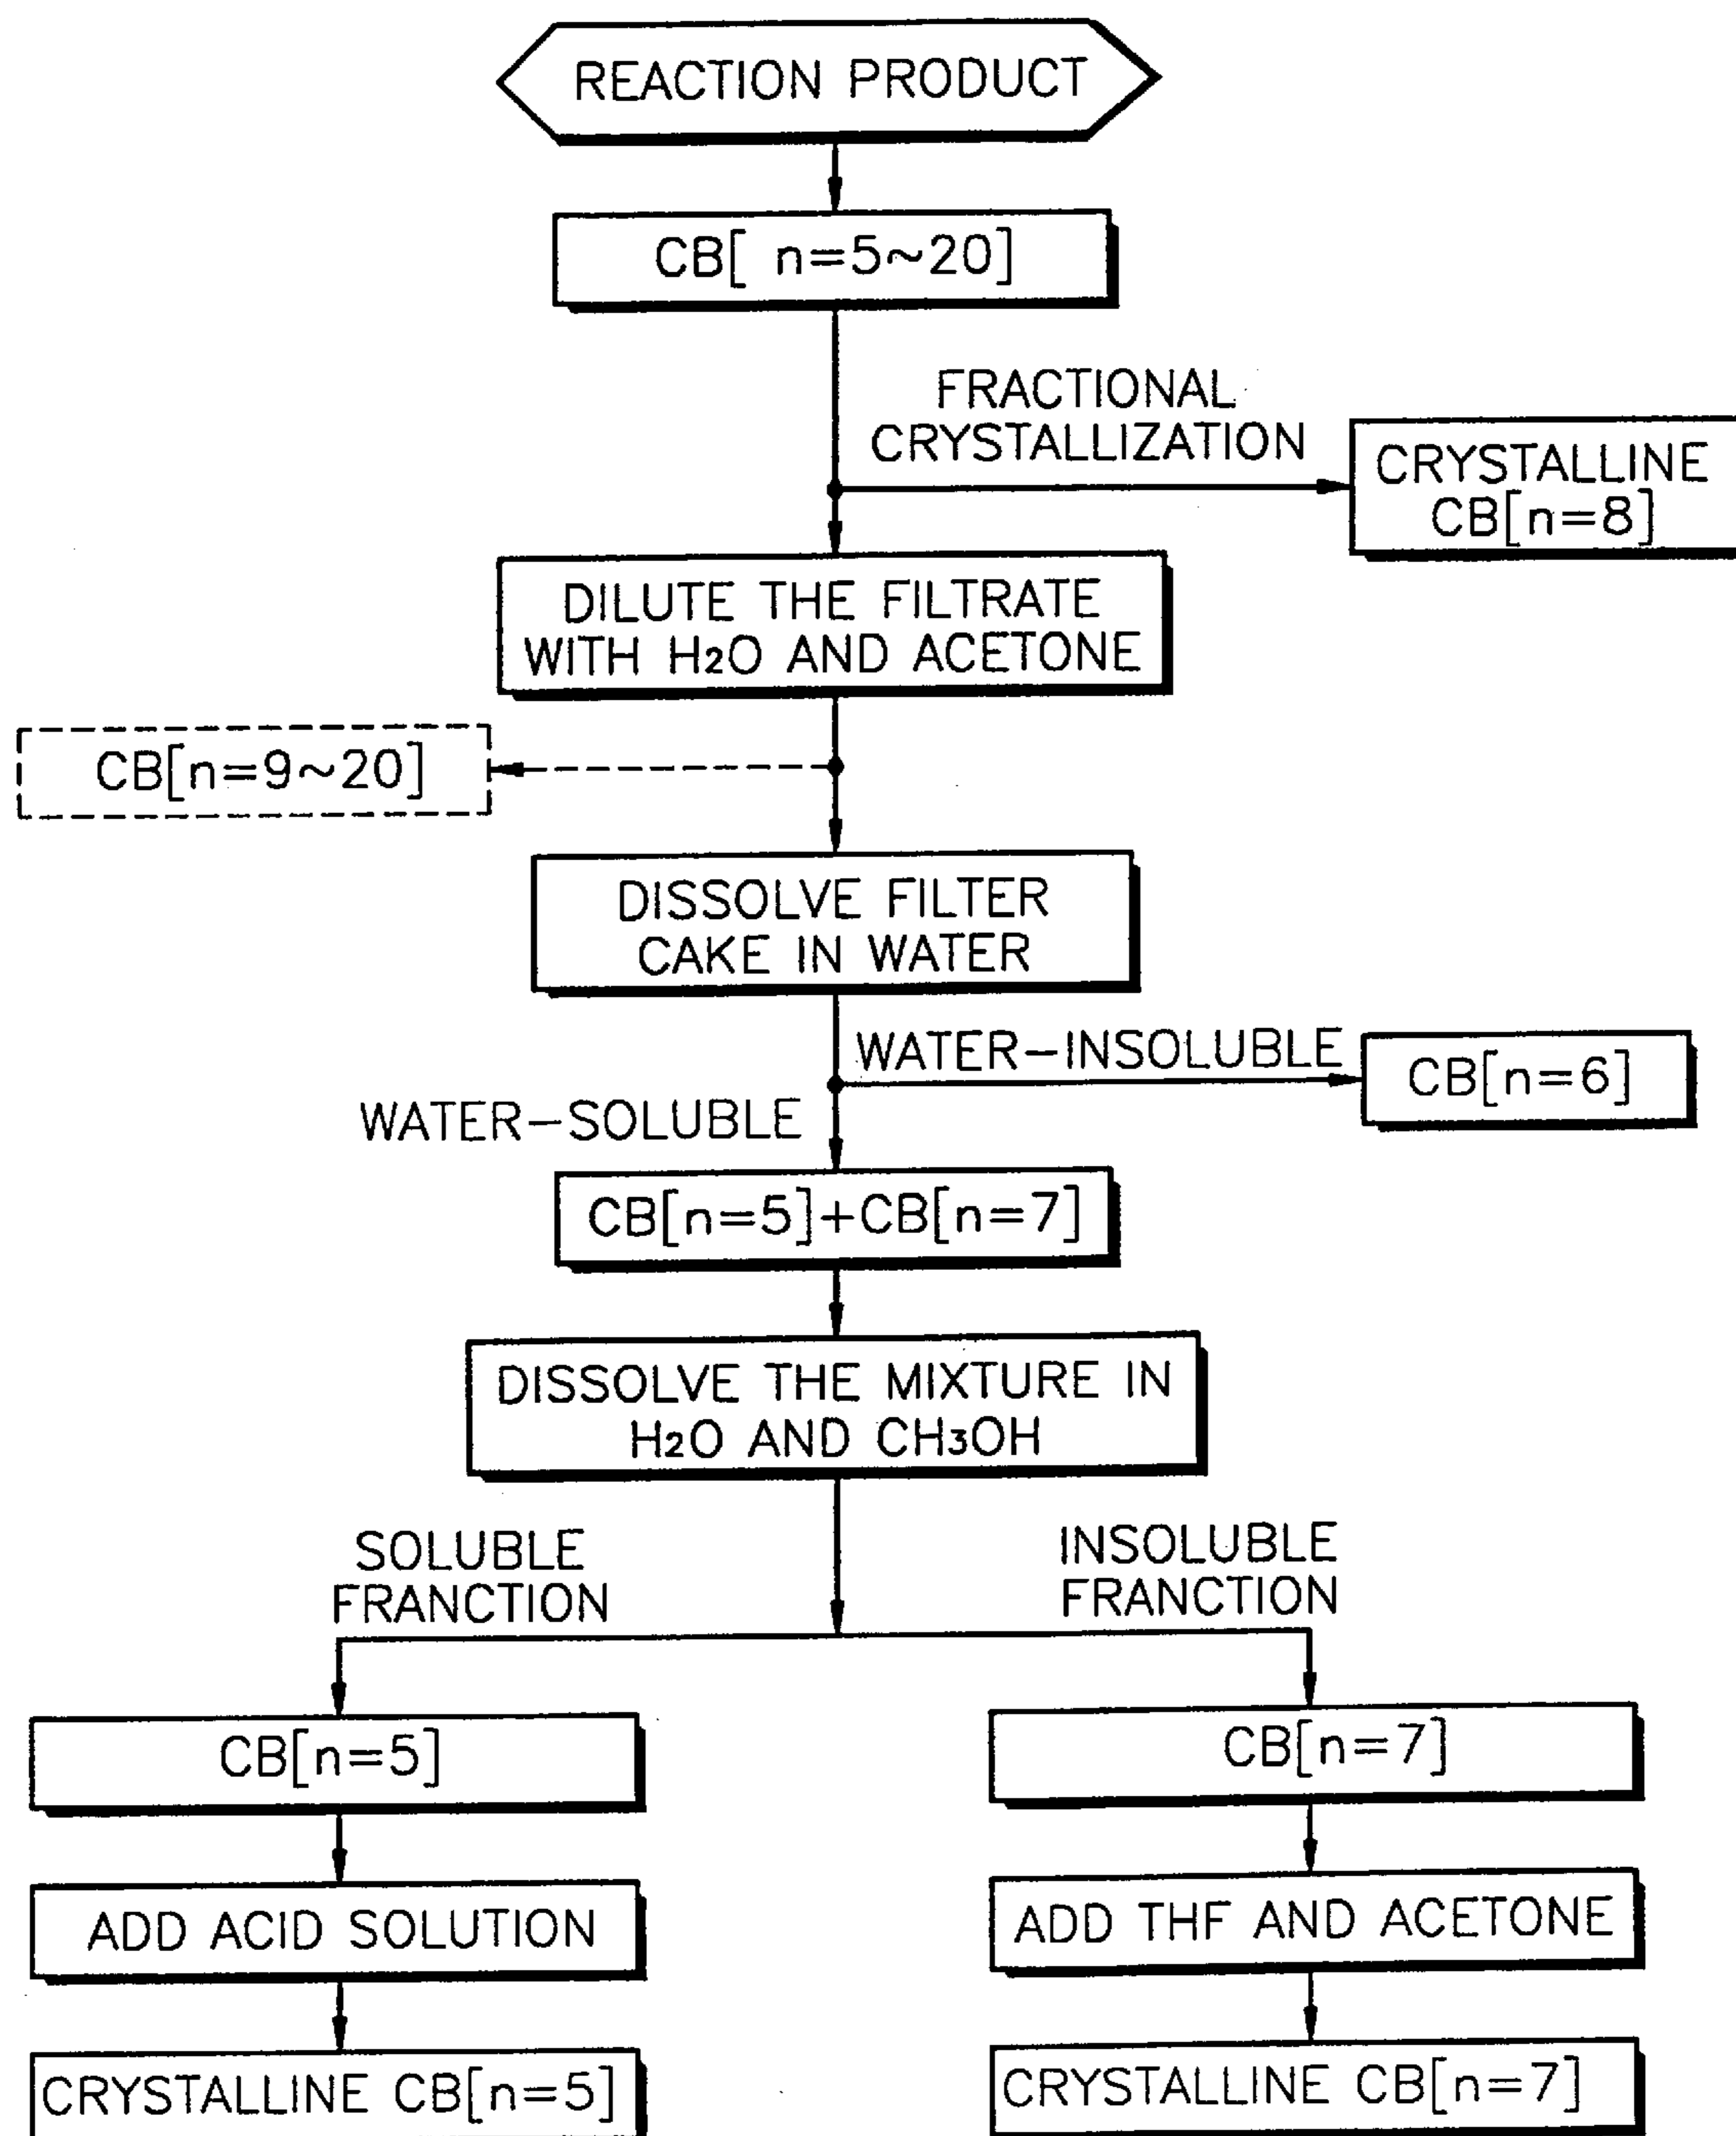 REACTION PRODUCT
CB[ n=5~20]
FRACTIONAL
CRYSTALLIZATION
CRYSTALLINE
CB[n=8]
DILUTE THE FILTRATE
WITH H2O AND ACETONE
CB[n=9~20]
DISSOLVE FILTER
CAKE IN WATER
WATER-INSOLUBLE
CB[n=6]
WATER-SOLUBLE
CB[n=5]+CB[n=7]
DISSOLVE THE MIXTURE IN
H2O AND CH3OH
SOLUBLE
FRANCTION
INSOLUBLE
FRANCTION
CB[n=5]
CB[n=7]
ADD ACID SOLUTION
ADD THF AND ACETONE
CRYSTALLINE CB[n=5]
CRYSTALLINE CB[n=7]